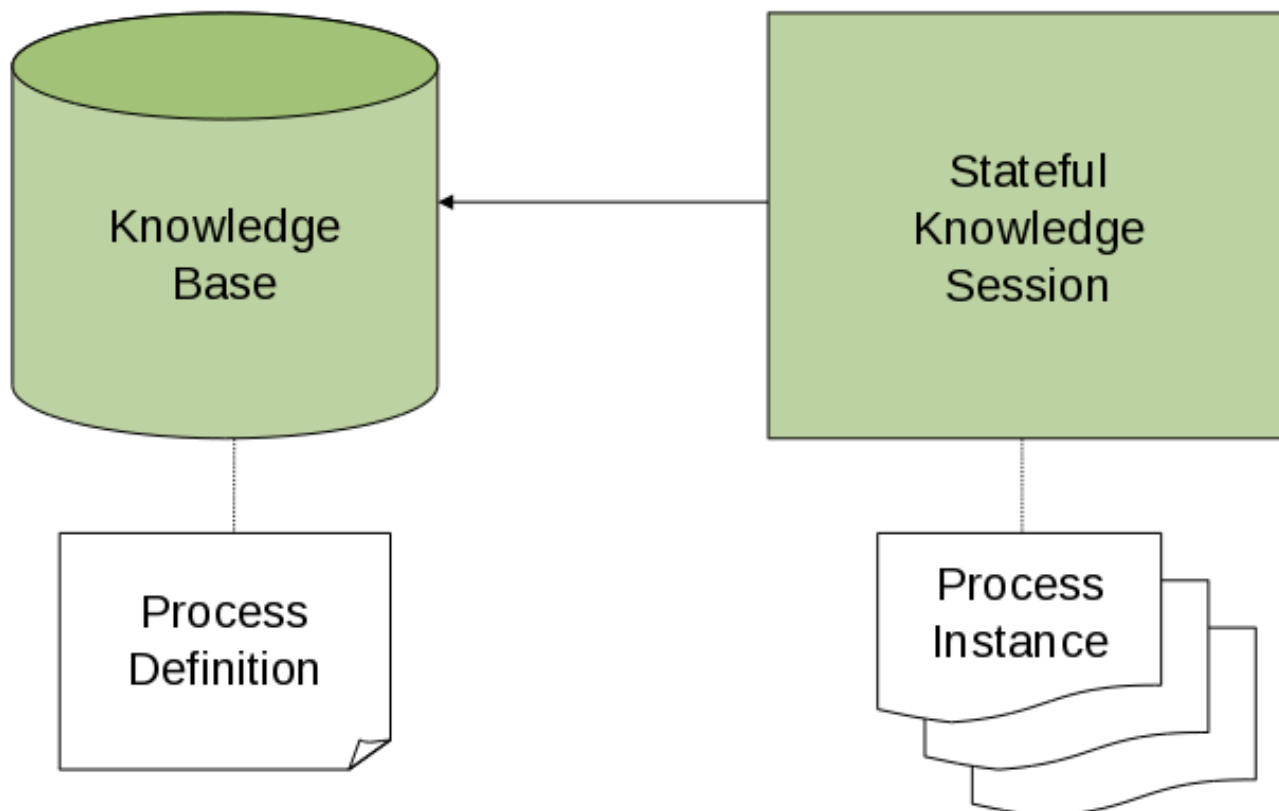 Knowledge
Base
Stateful
Knowledge
Session
Process
Definition
Process
Instance